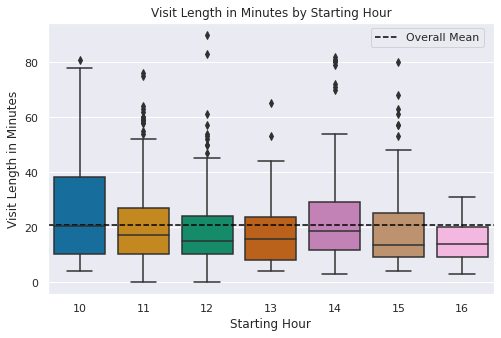 Visit Length in Minutes by Starting Hour
Overall Mean
Visit Length in Minutes
80
60
40
20
0
10 11 12 13 14 15 16
Starting Hour